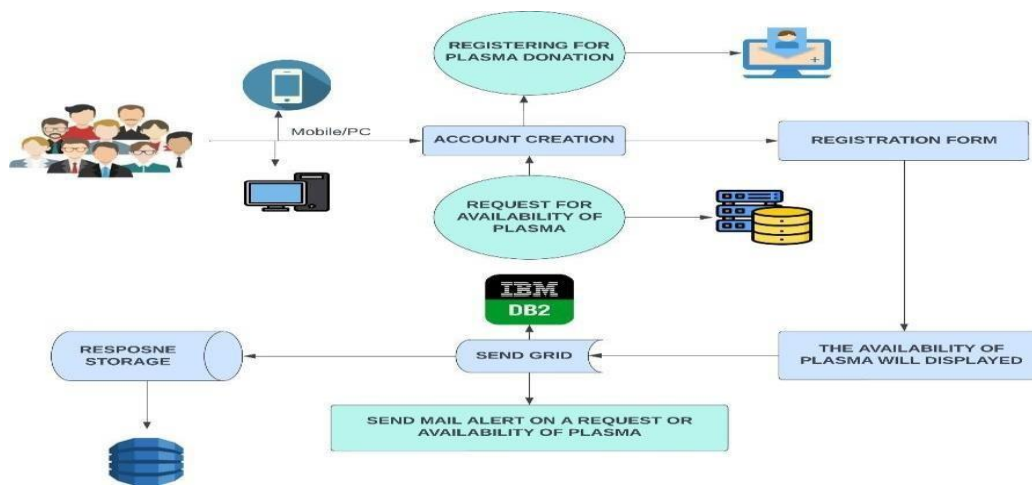 REGISTERING FOR
PLASMA DONATION
Mobile/PC
ACCOUNT CREATION
REGISTRATION FORM
REQUEST FOR
AVAILABILITY OF
PLASMA
IBM
DB2
RESPOSNE
STORAGE
SEND GRID
THE AVAILABILITY OF
PLASMA WILL DISPLAYED
SEND MAIL ALERT ON A REQUEST OR
AVAILABILITY OF PLASMA